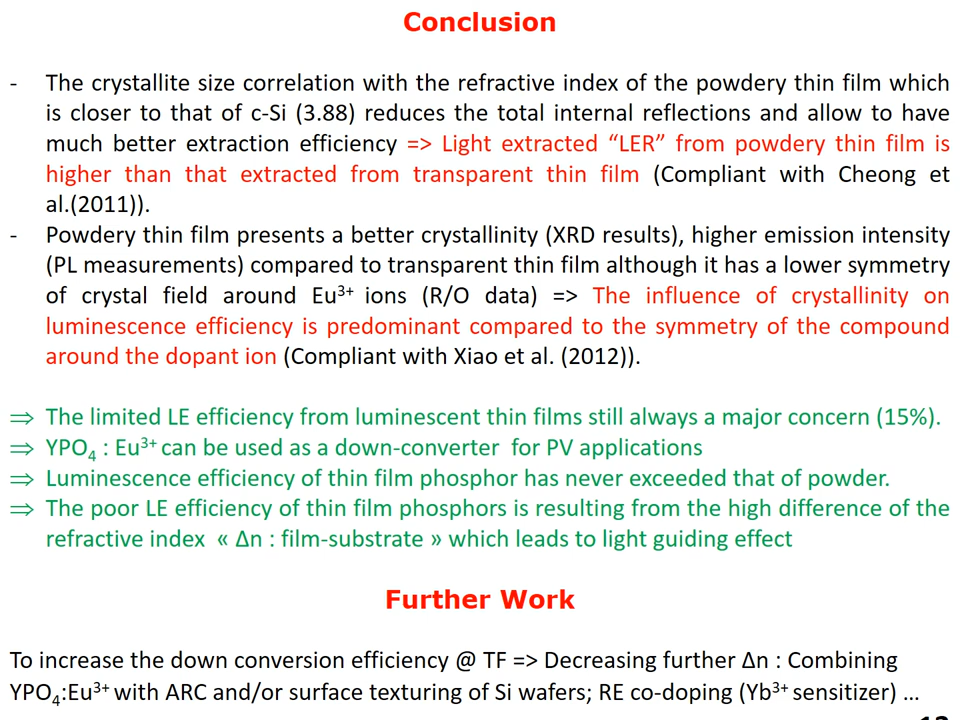 Conclusion
- The crystallite size correlation with the refractive index of the powdery thin film which
is closer to that of c-Si (3.88) reduces the total internal reflections and allow to have
much better extraction efficiency => Light extracted “LER” from powdery thin film is
higher than that extracted from transparent thin film (Compliant with Cheong et
al.(2011)).
- Powdery thin film presents a better crystallinity (XRD results), higher emission intensity
(PL measurements) compared to transparent thin film although it has a lower symmetry
of crystal field around Eu³⁺ ions (R/O data) => The influence of crystallinity on
luminescence efficiency is predominant compared to the symmetry of the compound
around the dopant ion (Compliant with Xiao et al. (2012)).
⇒ The limited LE efficiency from luminescent thin films still always a major concern (15%).
⇒ YPO₄ : Eu³⁺ can be used as a down-converter for PV applications
⇒ Luminescence efficiency of thin film phosphor has never exceeded that of powder.
⇒ The poor LE efficiency of thin film phosphors is resulting from the high difference of the
refractive index « Δn : film-substrate » which leads to light guiding effect
Further Work
To increase the down conversion efficiency @ TF => Decreasing further Δn : Combining
YPO₄:Eu³⁺ with ARC and/or surface texturing of Si wafers; RE co-doping (Yb³⁺ sensitizer) ...